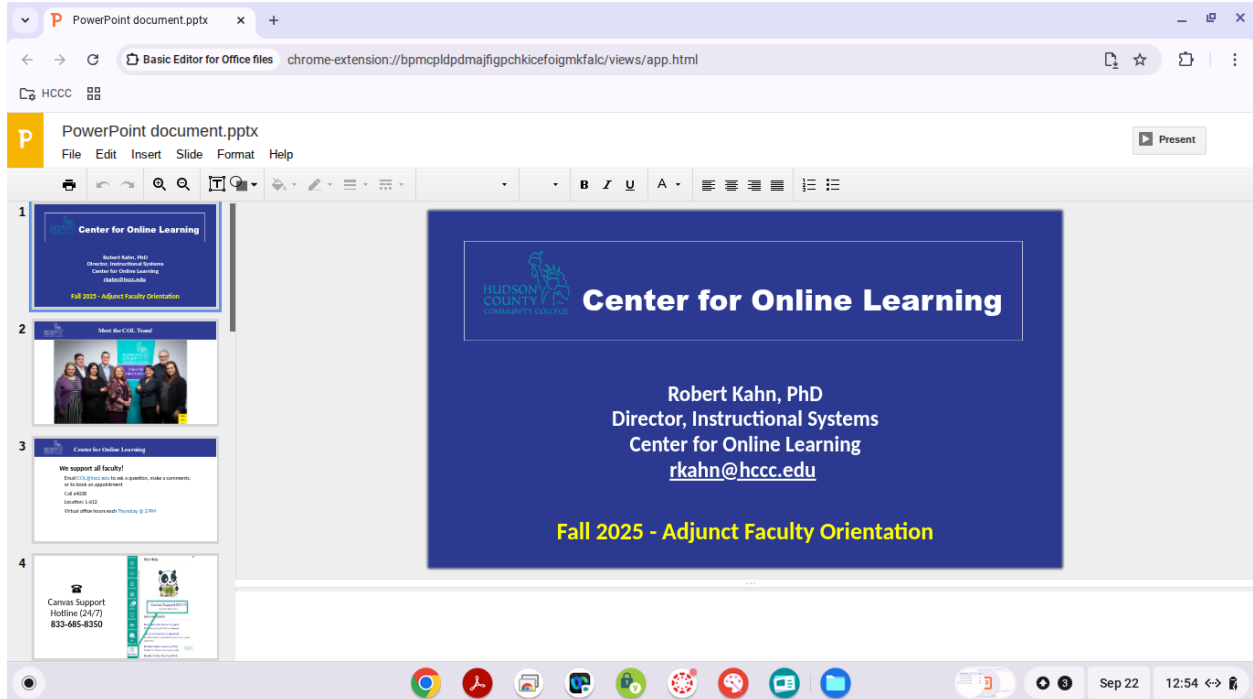 PowerPoint document.pptx
Basic Editor for Office files chrome-extension://bpmcpldpdmajfigpchkicefoigmkfalc/views/app.html
HCCC
P
PowerPoint document.pptx
Present
File Edit Insert Slide Format Help
B I U A
1
Center for Online Learning
Robert Kahn, PhD
Director, Instructional Systems
Center for Online Learning
rkahn@hccc.edu
Fall 2025 - Adjunct Faculty Orientation
2
Meet the COL Team!
3
Center for Online Learning
We support all faculty!
Email COL@hccc.edu to ask a question, make a comments,
or to book an appointment
Call x4038
Location: L-612
Virtual office hours each Thursday @ 2 PM
4
Canvas Support
Hotline (24/7)
833-685-8350
HUDSON
COUNTY
COMMUNITY COLLEGE
Center for Online Learning
Robert Kahn, PhD
Director, Instructional Systems
Center for Online Learning
rkahn@hccc.edu
Fall 2025 - Adjunct Faculty Orientation
3
Sep 22
12:54